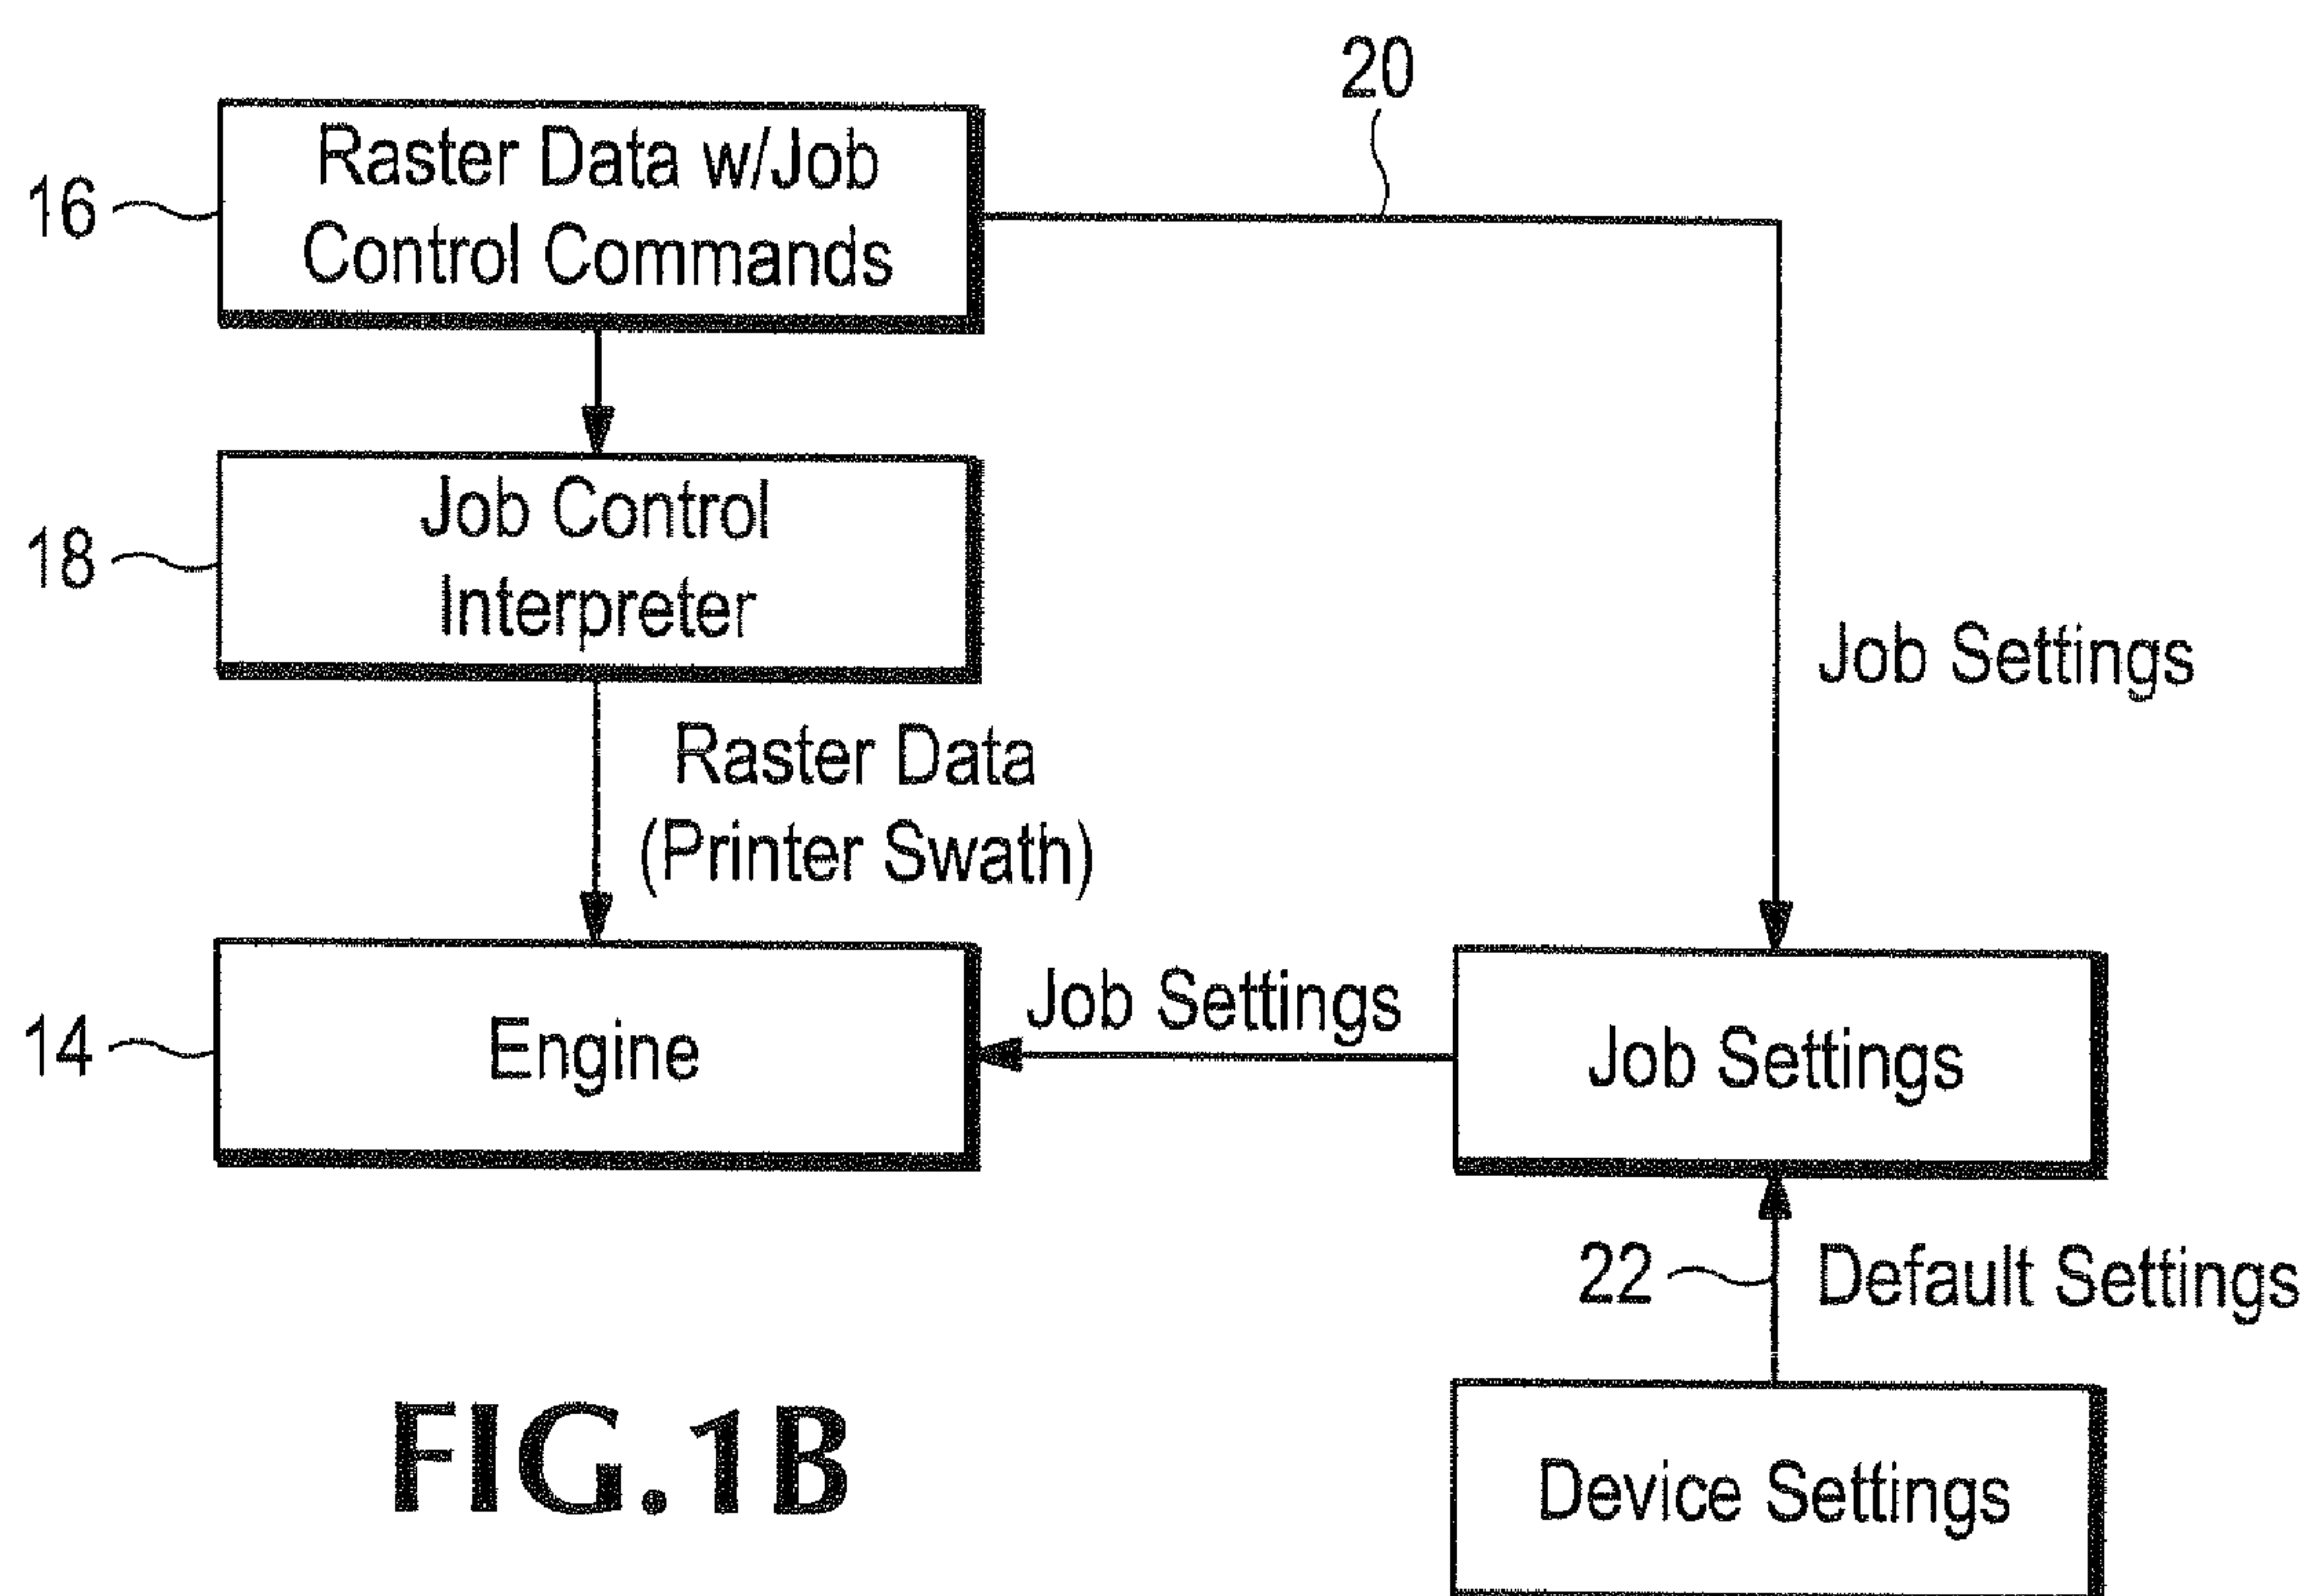 20
16
Raster Data w/Job
Control Commands
18
Job Control
Interpreter
Job Settings
Raster Data
(Printer Swath)
14
Engine
Job Settings
Job Settings
22
Default Settings
Device Settings
FIG.1B